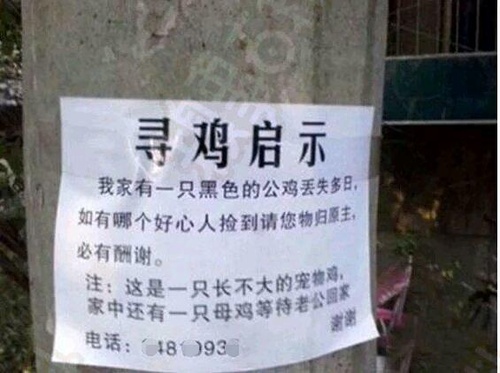 寻鸡启示
我家有一只黑色的公鸡丢失多日，
如有哪个好心人捡到请您物归原主，
必有酬谢。
注：这是一只长不大的宠物鸡，
家中还有一只母鸡等待老公回家
谢谢
电话：